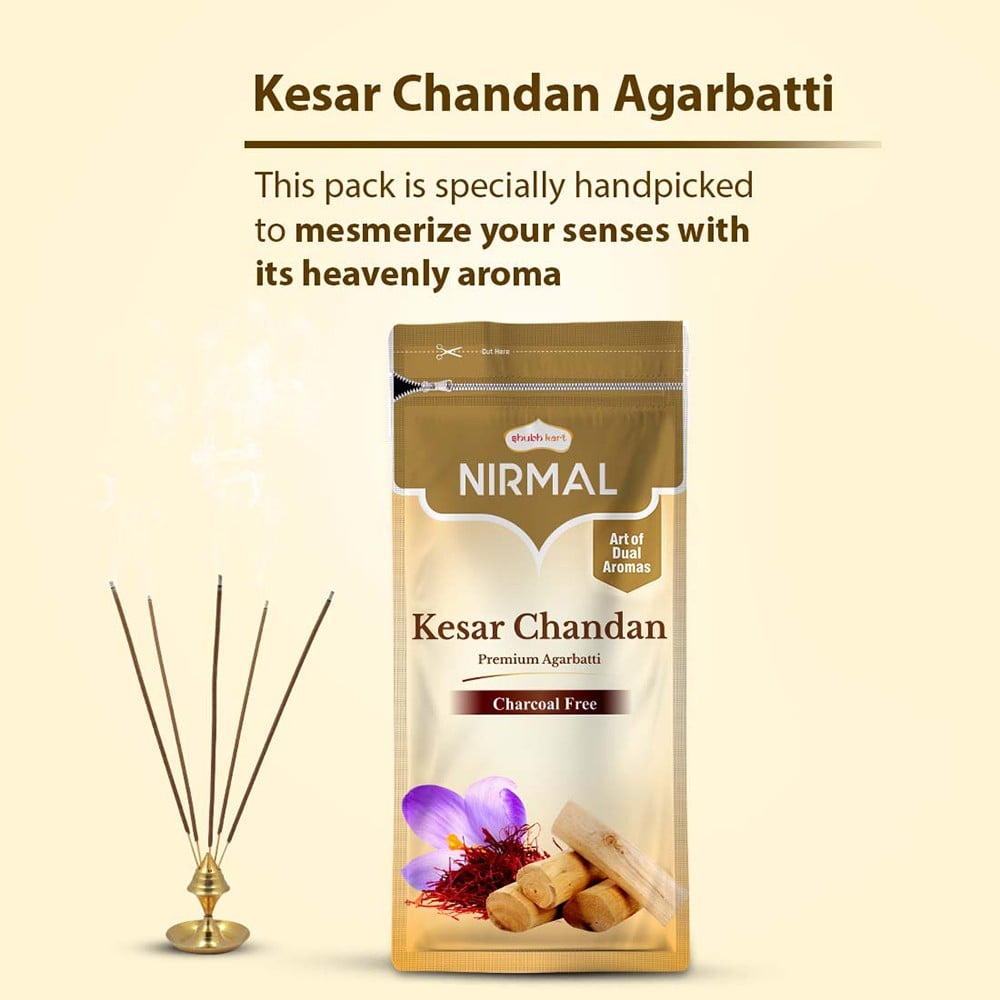 Kesar Chandan Agarbatti
This pack is specially handpicked
to mesmerize your senses with
its heavenly aroma
Cut Here
shubh kart
NIRMAL
Art of
Dual
Aromas
Kesar Chandan
Premium Agarbatti
Charcoal Free